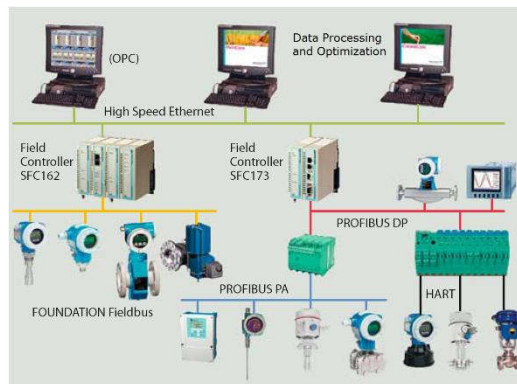 (OPC)
Data Processing
and Optimization
High Speed Ethernet
Field
Controller
SFC162
Field
Controller
SFC173
PROFIBUS DP
FOUNDATION Fieldbus
PROFIBUS PA
HART